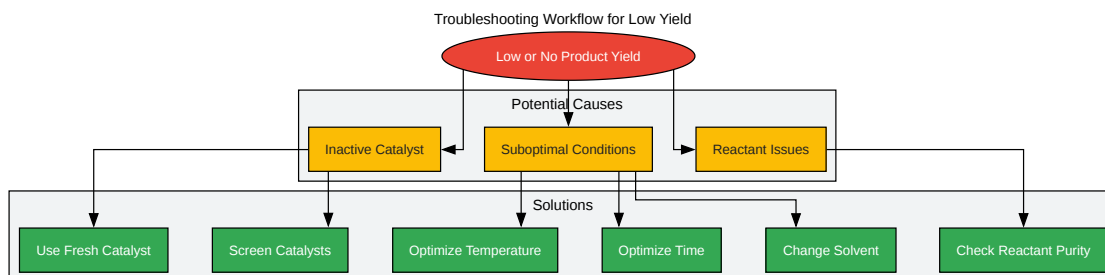 Troubleshooting Workflow for Low Yield
Low or No Product Yield
Potential Causes
Inactive Catalyst
Suboptimal Conditions
Reactant Issues
Solutions
Use Fresh Catalyst
Screen Catalysts
Optimize Temperature
Optimize Time
Change Solvent
Check Reactant Purity